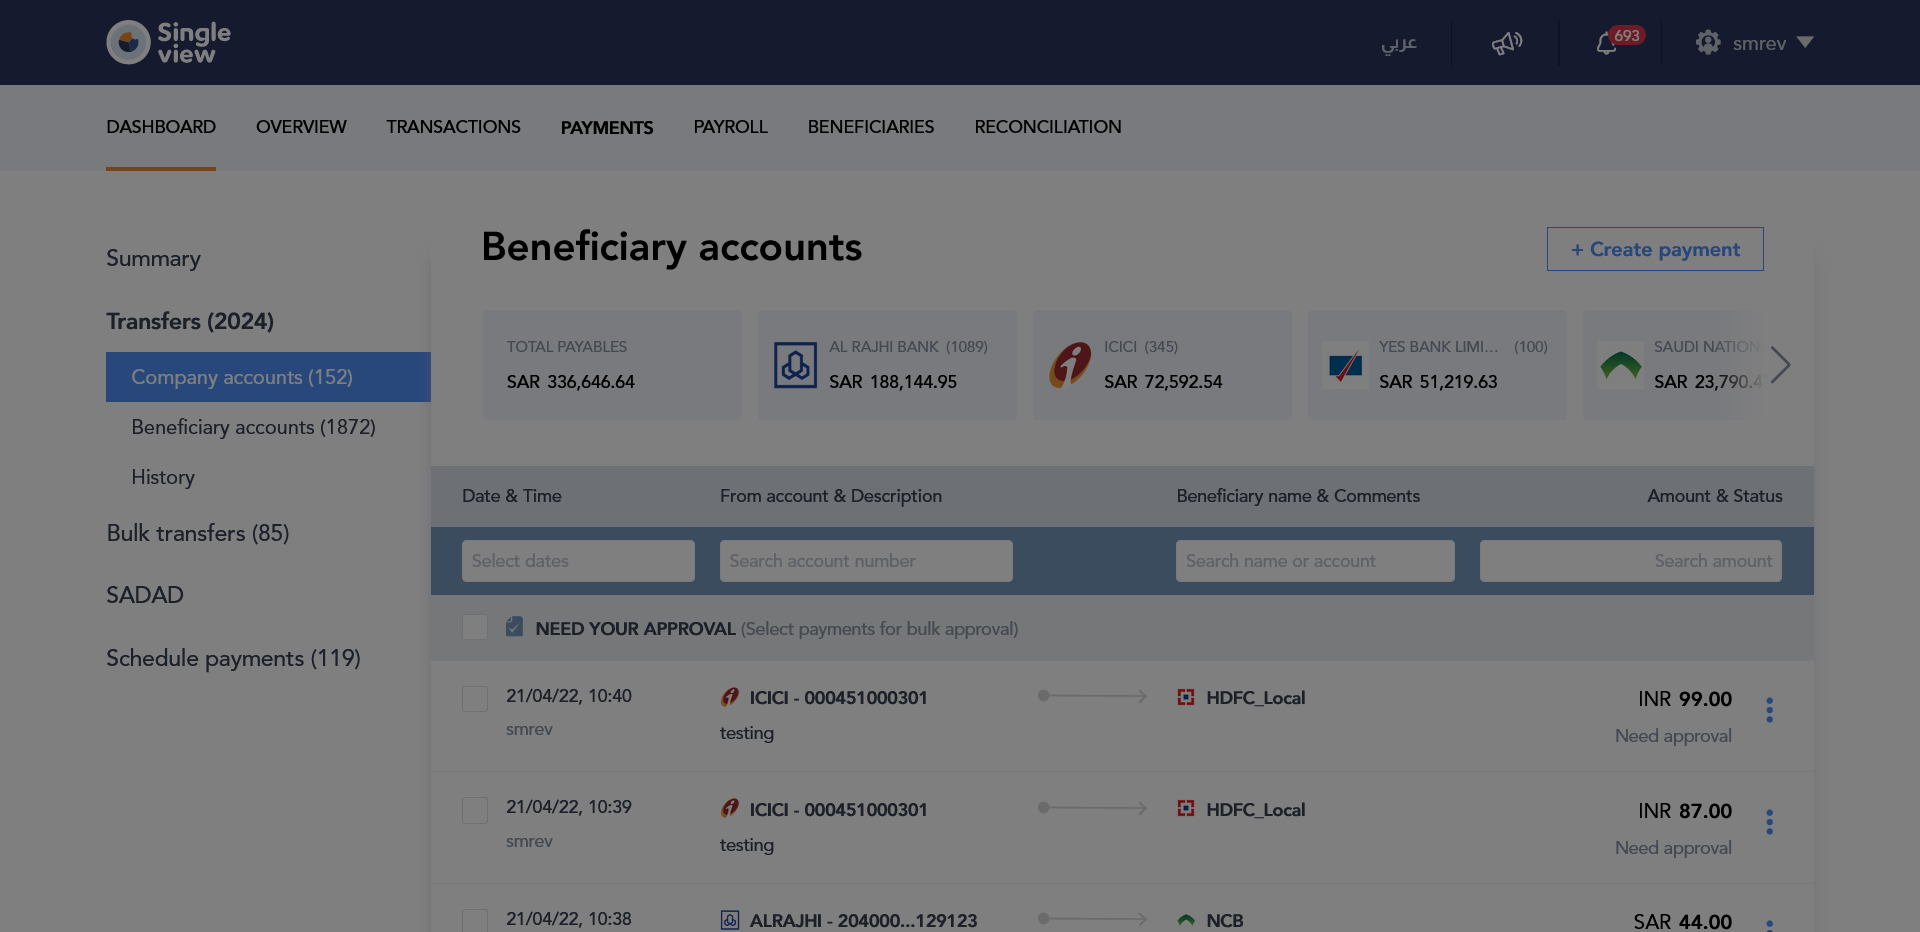 Single
view
عربي
693
smrev
DASHBOARD OVERVIEW TRANSACTIONS PAYMENTS PAYROLL BENEFICIARIES RECONCILIATION
Summary
Transfers (2024)
Company accounts (152)
Beneficiary accounts (1872)
History
Bulk transfers (85)
SADAD
Schedule payments (119)
Beneficiary accounts
+ Create payment
TOTAL PAYABLES
SAR 336,646.64
AL RAJHI BANK (1089)
SAR 188,144.95
ICICI (345)
SAR 72,592.54
YES BANK LIMI... (100)
SAR 51,219.63
SAUDI NATION
SAR 23,790.4
Date & Time From account & Description Beneficiary name & Comments Amount & Status
Select dates Search account number Search name or account Search amount
NEED YOUR APPROVAL (Select payments for bulk approval)
21/04/22, 10:40 ICICI - 000451000301 HDFC_Local INR 99.00
smrev testing Need approval
21/04/22, 10:39 ICICI - 000451000301 HDFC_Local INR 87.00
smrev testing Need approval
21/04/22, 10:38 ALRAJHI - 204000...129123 NCB SAR 44.00